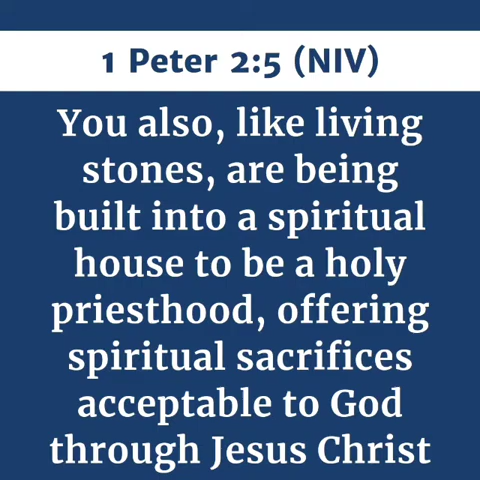 1 Peter 2:5 (NIV)
You also, like living
stones, are being
built into a spiritual
house to be a holy
priesthood, offering
spiritual sacrifices
acceptable to God
through Jesus Christ